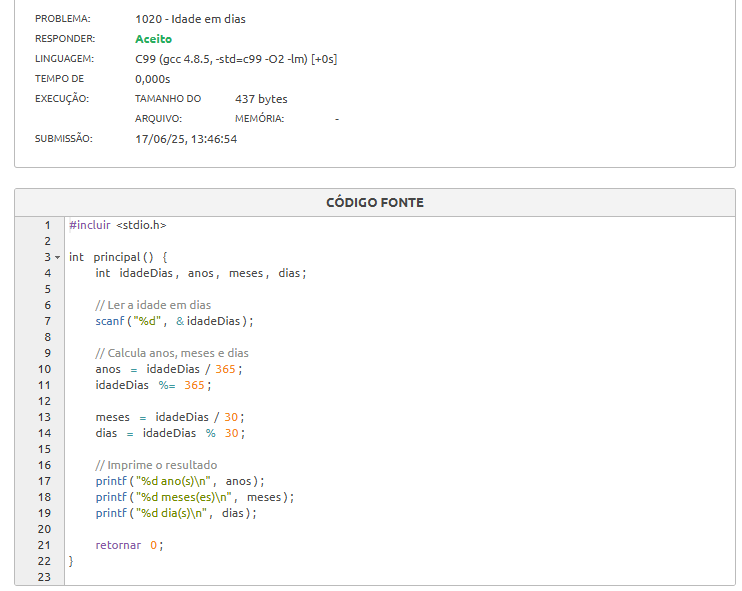 PROBLEMA: 1020 - Idade em dias
RESPONDER: Aceito
LINGUAGEM: C99 (gcc 4.8.5, -std=c99 -O2 -lm) [+0s]
TEMPO DE 0,000s
EXECUÇÃO: TAMANHO DO 437 bytes
ARQUIVO: MEMÓRIA: -
SUBMISSÃO: 17/06/25, 13:46:54
CÓDIGO FONTE
1 #incluir <stdio.h>
2
3 int principal() {
4 int idadeDias, anos, meses, dias;
5
6 // Ler a idade em dias
7 scanf("%d", &idadeDias);
8
9 // Calcula anos, meses e dias
10 anos = idadeDias / 365;
11 idadeDias %= 365;
12
13 meses = idadeDias / 30;
14 dias = idadeDias % 30;
15
16 // Imprime o resultado
17 printf("%d ano(s)\n", anos);
18 printf("%d meses(es)\n", meses);
19 printf("%d dia(s)\n", dias);
20
21 retornar 0;
22 }
23